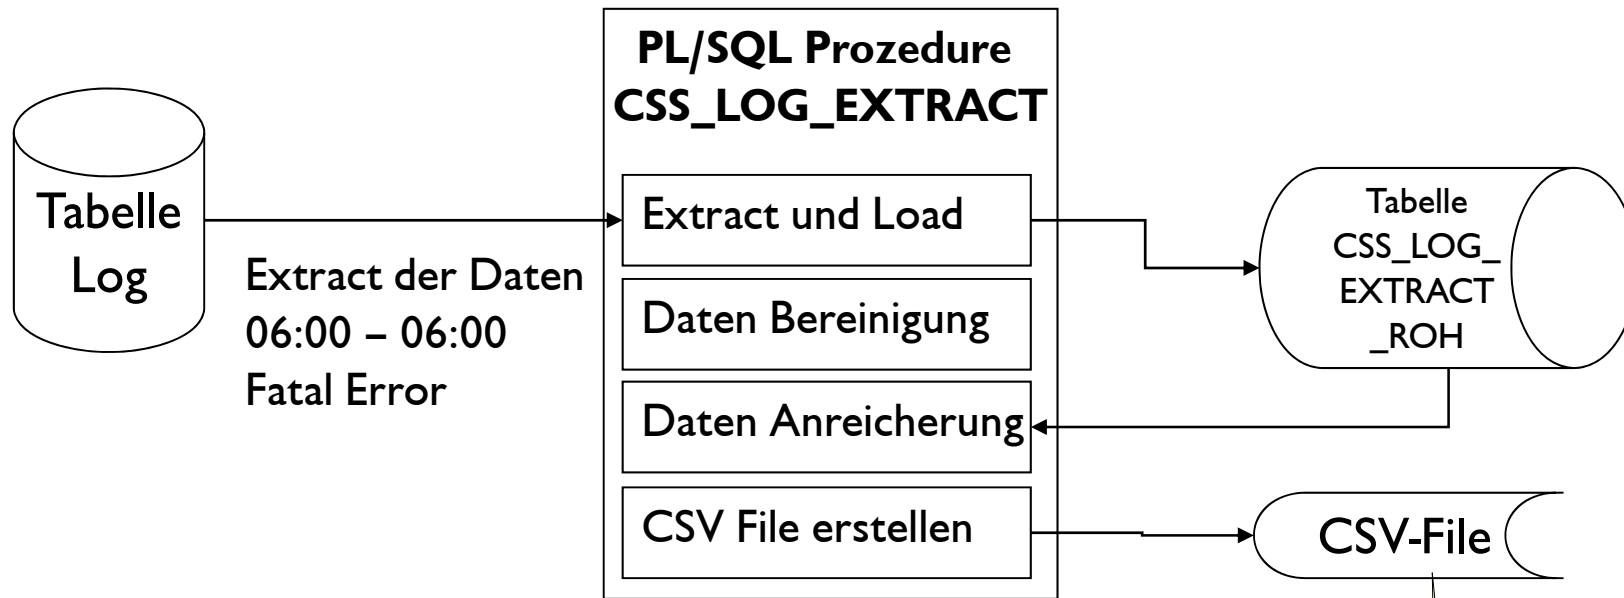 PL/SQL Prozedure
CSS_LOG_EXTRACT
Tabelle
Log
Extract der Daten
06:00 – 06:00
Fatal Error
Extract und Load
Daten Bereinigung
Daten Anreicherung
CSV File erstellen
Tabelle
CSS_LOG_
EXTRACT
_ROH
CSV-File